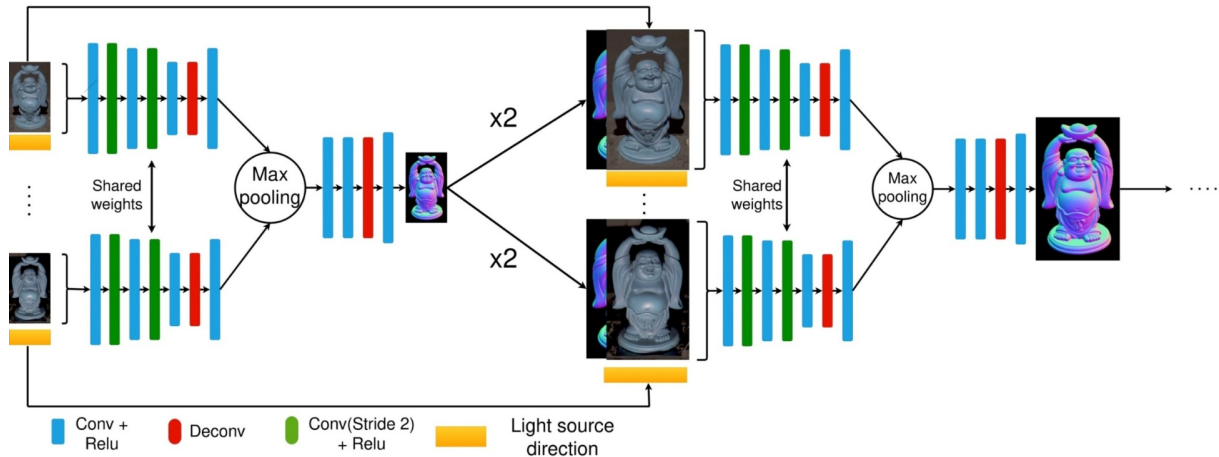 x2
Shared
weights
Max
pooling
x2
Shared
weights
Max
pooling
Conv +
Relu
Deconv
Conv(Stride 2)
+ Relu
Light source
direction